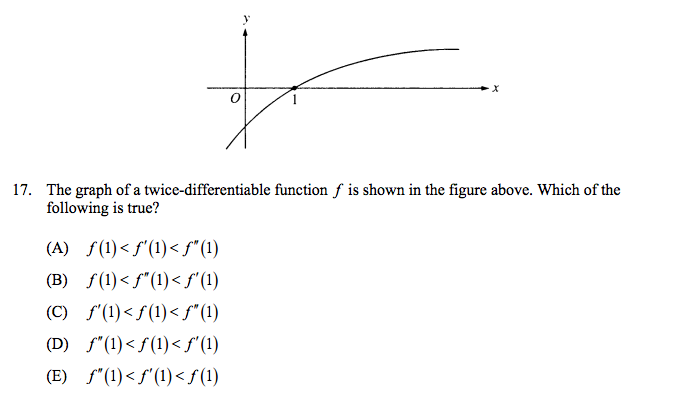 y
x
O
1
17. The graph of a twice-differentiable function f is shown in the figure above. Which of the
following is true?
(A) f(1) < f'(1) < f"(1)
(B) f(1) < f"(1) < f'(1)
(C) f'(1) < f(1) < f"(1)
(D) f"(1) < f(1) < f'(1)
(E) f"(1) < f'(1) < f(1)